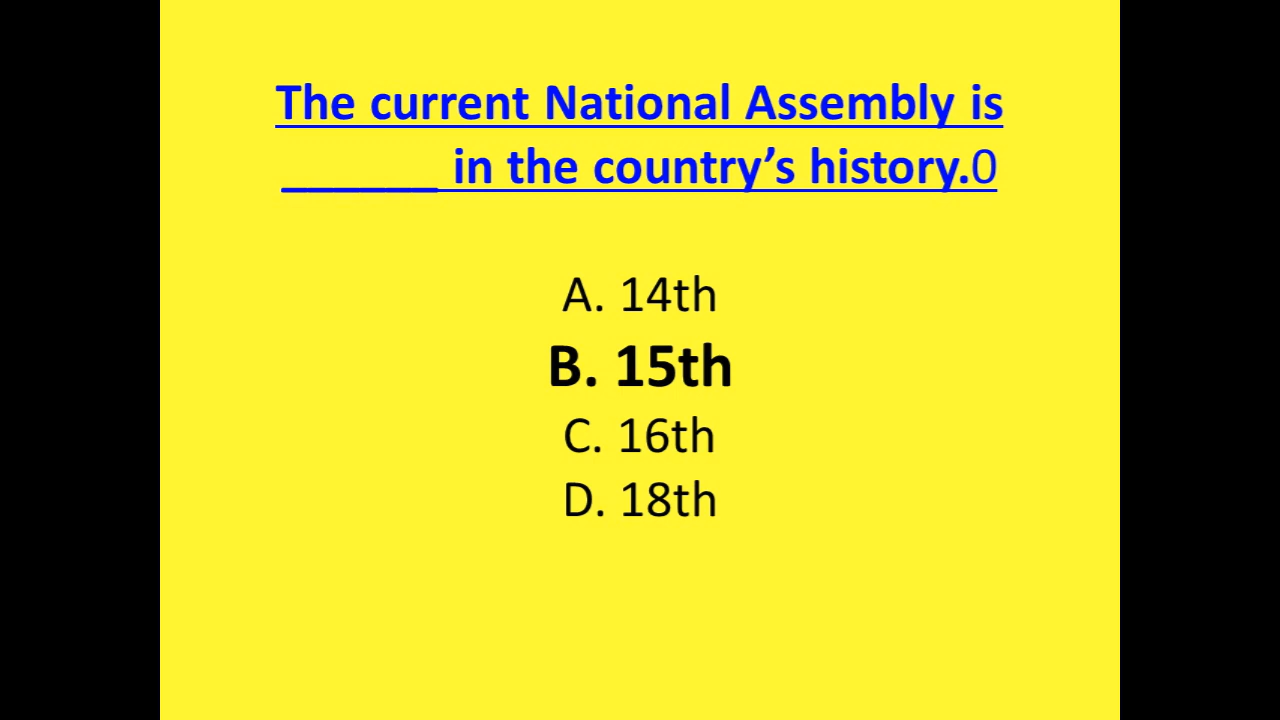 The current National Assembly is
______ in the country’s history.0
A. 14th
B. 15th
C. 16th
D. 18th